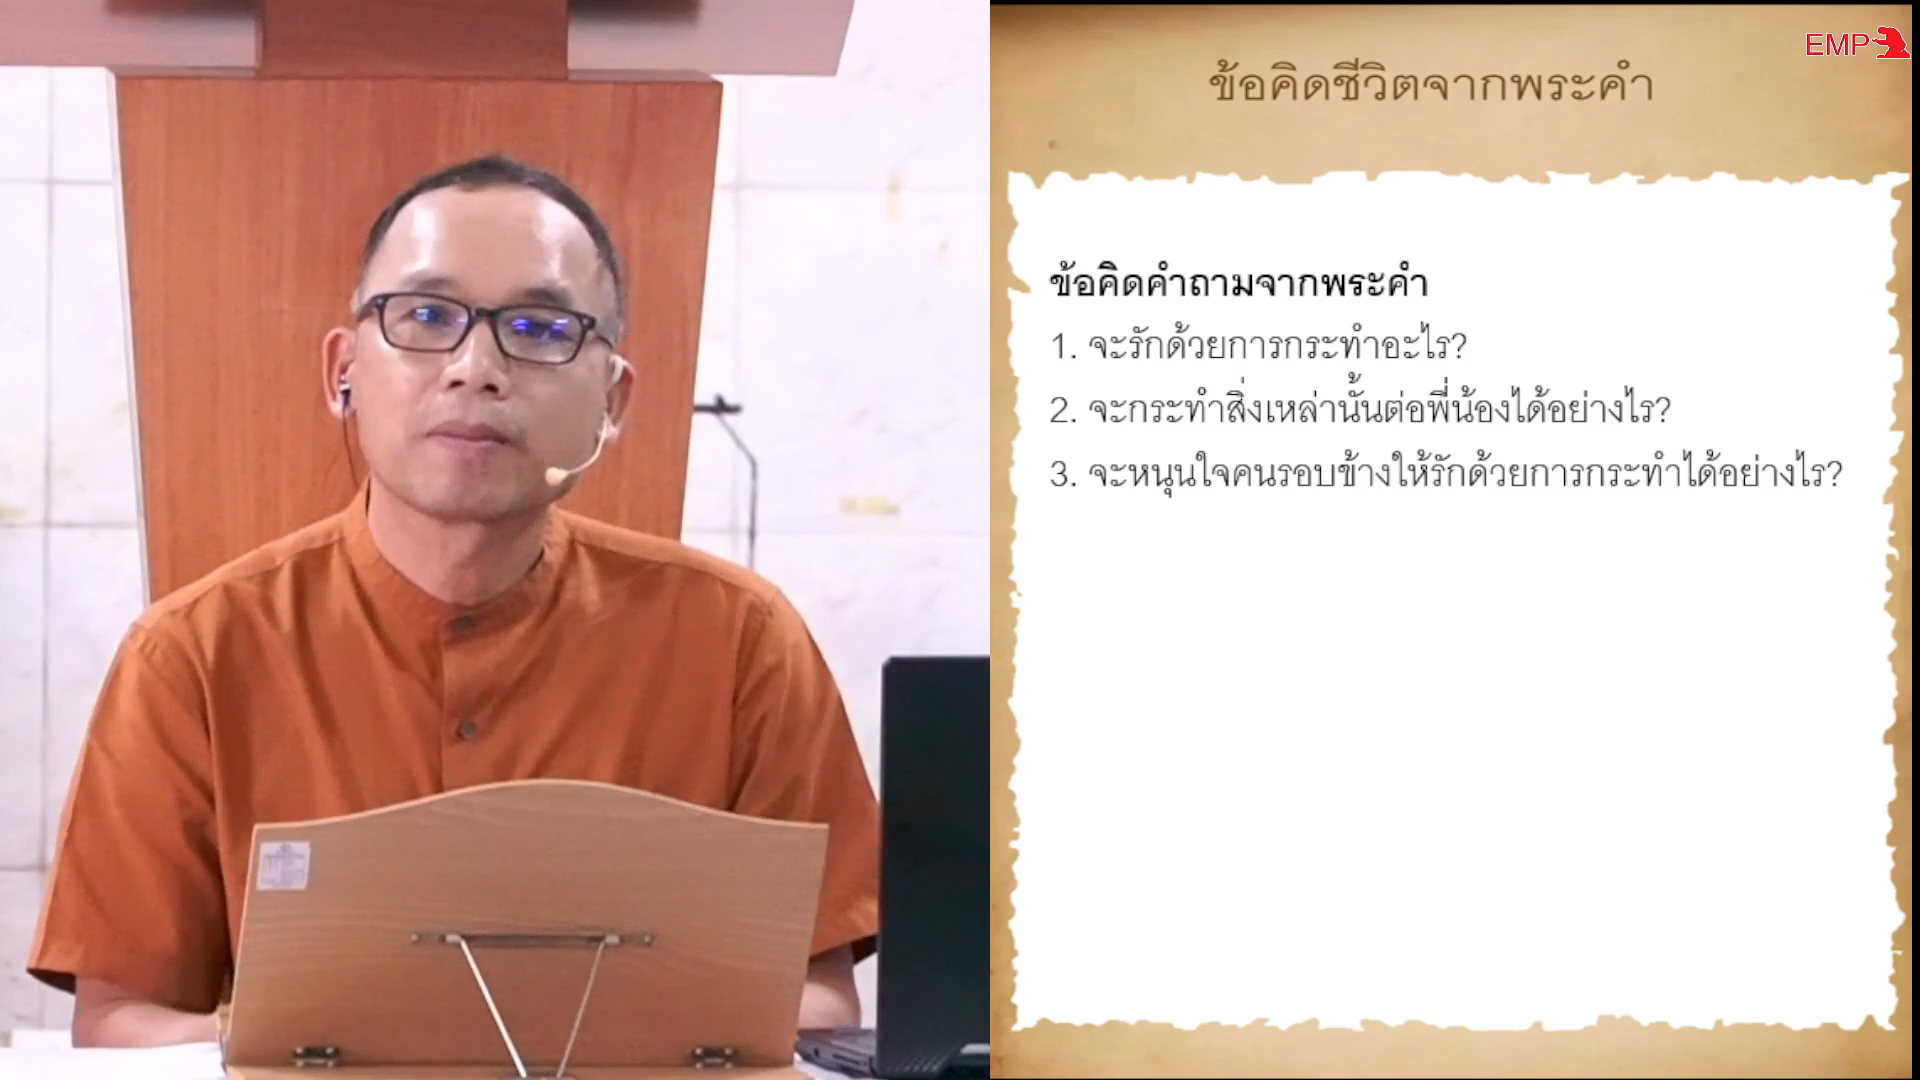 EMP
ข้อคิดชีวิตจากพระคำ
ข้อคิดคำถามจากพระคำ
1. จะรักด้วยการกระทำอะไร?
2. จะกระทำสิ่งเหล่านั้นต่อพี่น้องได้อย่างไร?
3. จะหนุนใจคนรอบข้างให้รักด้วยการกระทำได้อย่างไร?